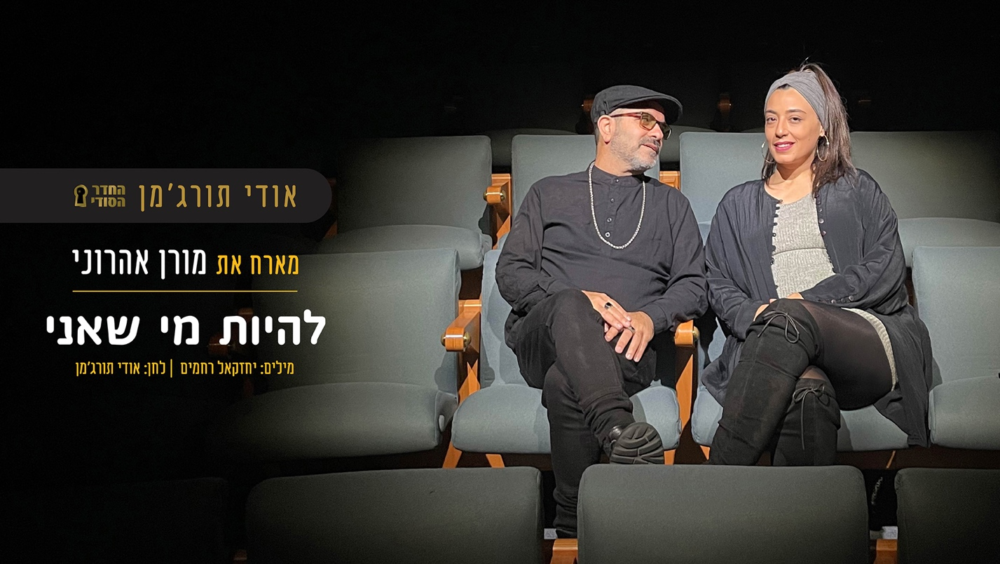 אודי תורג'מן
החדר
הסודי
מארח את מורן אהרוני
להיות מי שאני
מילים: יחזקאל רחמים | לחן: אודי תורג'מן